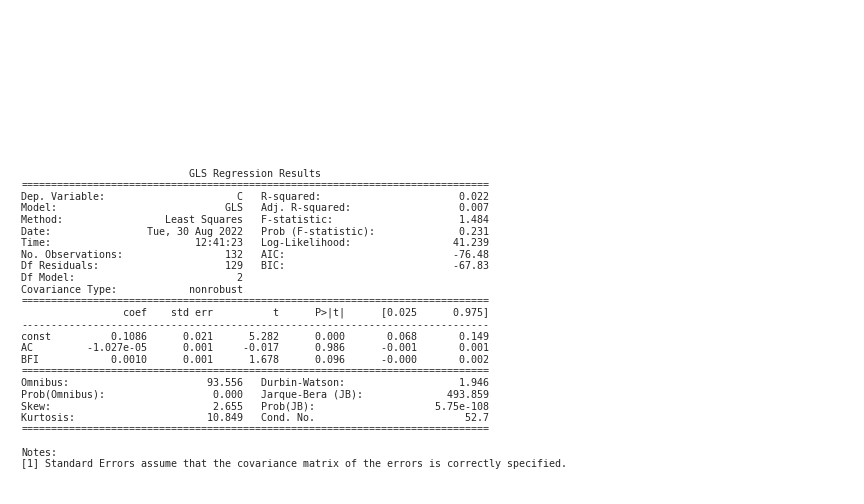 GLS Regression Results
==============================================================================
Dep. Variable:                      C   R-squared:                       0.022
Model:                            GLS   Adj. R-squared:                  0.007
Method:                 Least Squares   F-statistic:                     1.484
Date:                Tue, 30 Aug 2022   Prob (F-statistic):              0.231
Time:                        12:41:23   Log-Likelihood:                 41.239
No. Observations:                 132   AIC:                            -76.48
Df Residuals:                     129   BIC:                            -67.83
Df Model:                           2
Covariance Type:            nonrobust
==============================================================================
                 coef    std err          t      P>|t|      [0.025      0.975]
------------------------------------------------------------------------------
const          0.1086      0.021      5.282      0.000       0.068       0.149
AC         -1.027e-05      0.001     -0.017      0.986      -0.001       0.001
BFI            0.0010      0.001      1.678      0.096      -0.000       0.002
==============================================================================
Omnibus:                       93.556   Durbin-Watson:                   1.946
Prob(Omnibus):                  0.000   Jarque-Bera (JB):              493.859
Skew:                           2.655   Prob(JB):                    5.75e-108
Kurtosis:                      10.849   Cond. No.                         52.7
==============================================================================

Notes:
[1] Standard Errors assume that the covariance matrix of the errors is correctly specified.